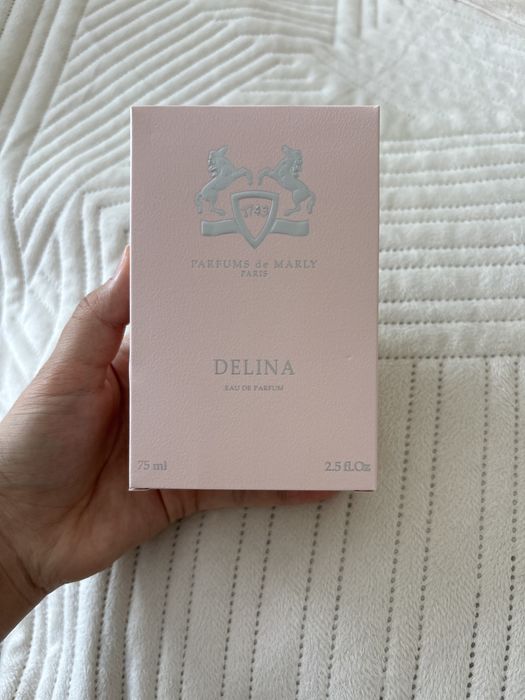 1743
PARFUMS de MARLY
PARIS
DELINA
EAU DE PARFUM
75 ml
2.5 fl.Oz